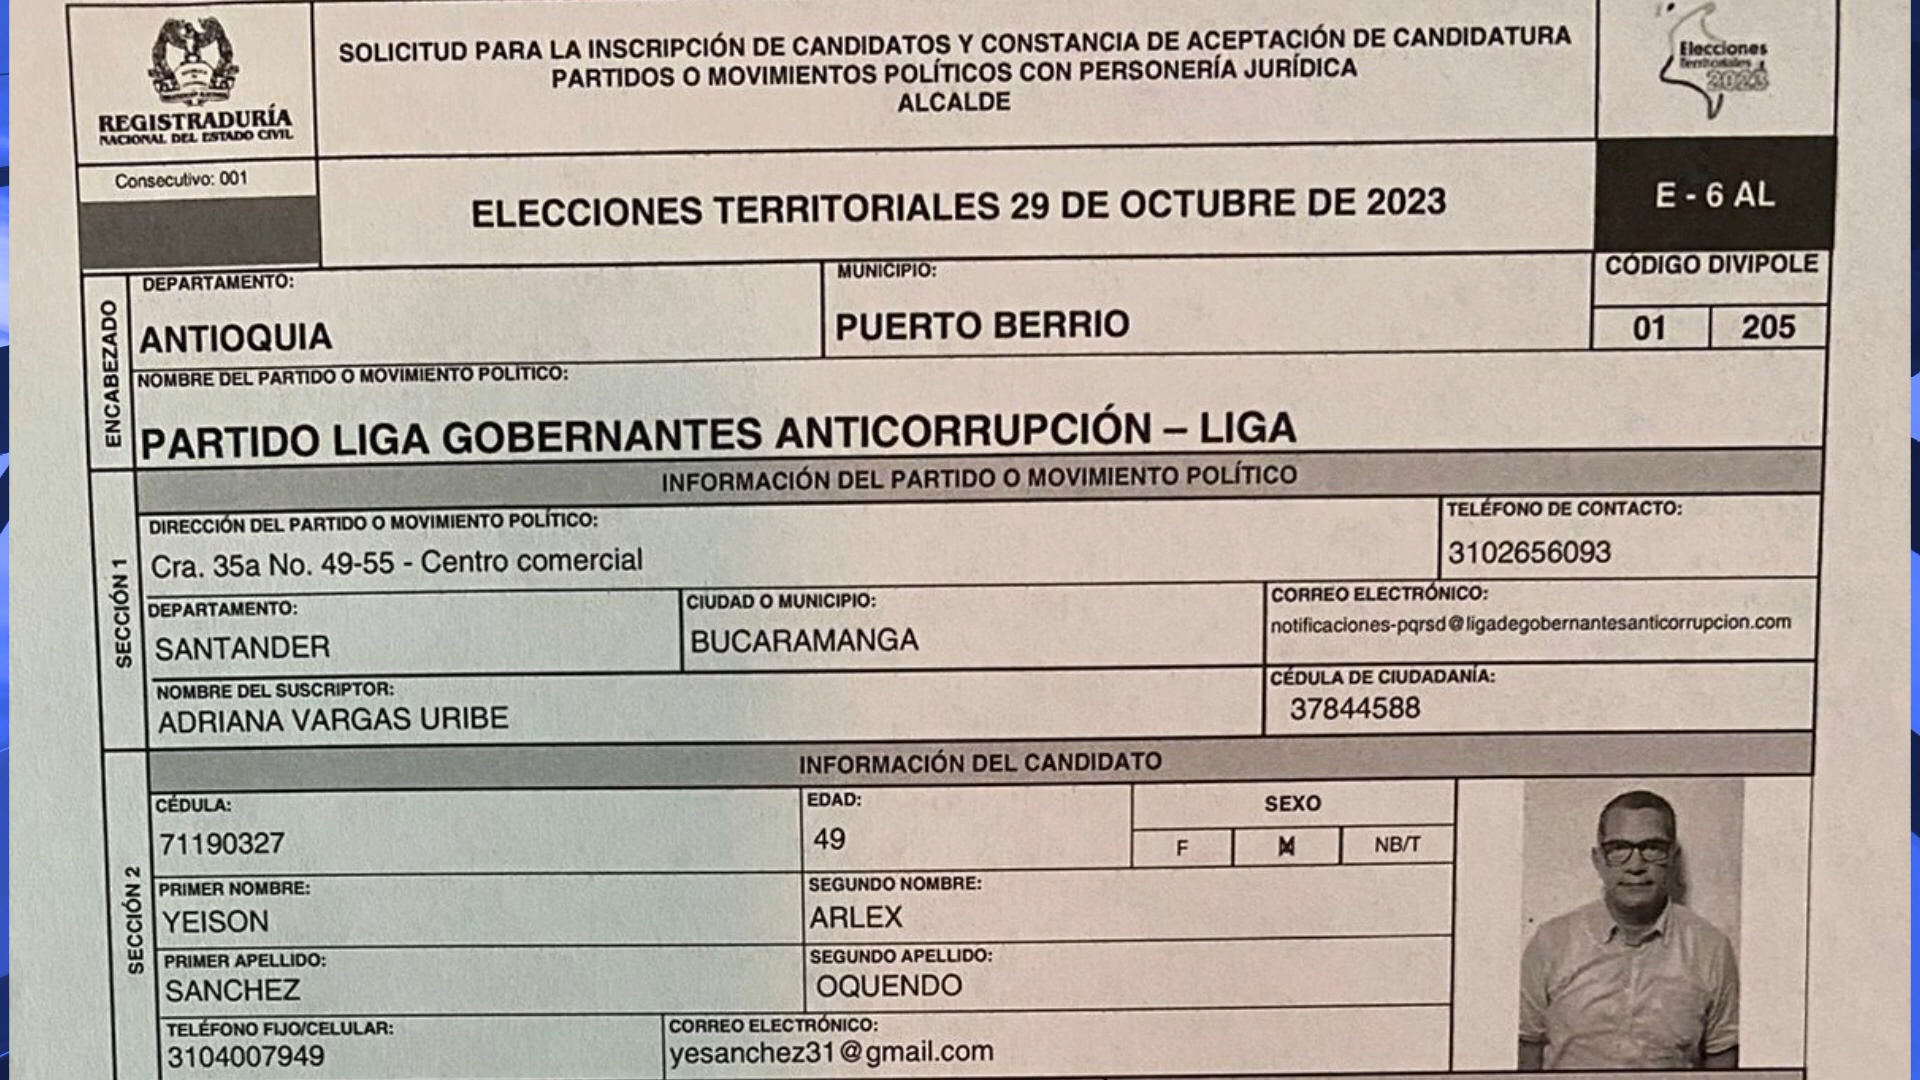 REGISTRADURÍA
NACIONAL DEL ESTADO CIVIL
SOLICITUD PARA LA INSCRIPCIÓN DE CANDIDATOS Y CONSTANCIA DE ACEPTACIÓN DE CANDIDATURA
PARTIDOS O MOVIMIENTOS POLÍTICOS CON PERSONERÍA JURÍDICA
ALCALDE
Elecciones
Territoriales
2023
Consecutivo: 001
ELECCIONES TERRITORIALES 29 DE OCTUBRE DE 2023
E - 6 AL
ENCABEZADO
DEPARTAMENTO:
ANTIOQUIA
MUNICIPIO:
PUERTO BERRIO
CÓDIGO DIVIPOLE
01 205
NOMBRE DEL PARTIDO O MOVIMIENTO POLÍTICO:
PARTIDO LIGA GOBERNANTES ANTICORRUPCIÓN – LIGA
SECCIÓN 1
INFORMACIÓN DEL PARTIDO O MOVIMIENTO POLÍTICO
DIRECCIÓN DEL PARTIDO O MOVIMIENTO POLÍTICO:
Cra. 35a No. 49-55 - Centro comercial
TELÉFONO DE CONTACTO:
3102656093
DEPARTAMENTO:
SANTANDER
CIUDAD O MUNICIPIO:
BUCARAMANGA
CORREO ELECTRÓNICO:
notificaciones-pqrsd@ligadegobernantesanticorrupcion.com
NOMBRE DEL SUSCRIPTOR:
ADRIANA VARGAS URIBE
CÉDULA DE CIUDADANÍA:
37844588
SECCIÓN 2
INFORMACIÓN DEL CANDIDATO
CÉDULA:
71190327
EDAD:
49
SEXO
F M NB/T
PRIMER NOMBRE:
YEISON
SEGUNDO NOMBRE:
ARLEX
PRIMER APELLIDO:
SANCHEZ
SEGUNDO APELLIDO:
OQUENDO
TELÉFONO FIJO/CELULAR:
3104007949
CORREO ELECTRÓNICO:
yesanchez31@gmail.com